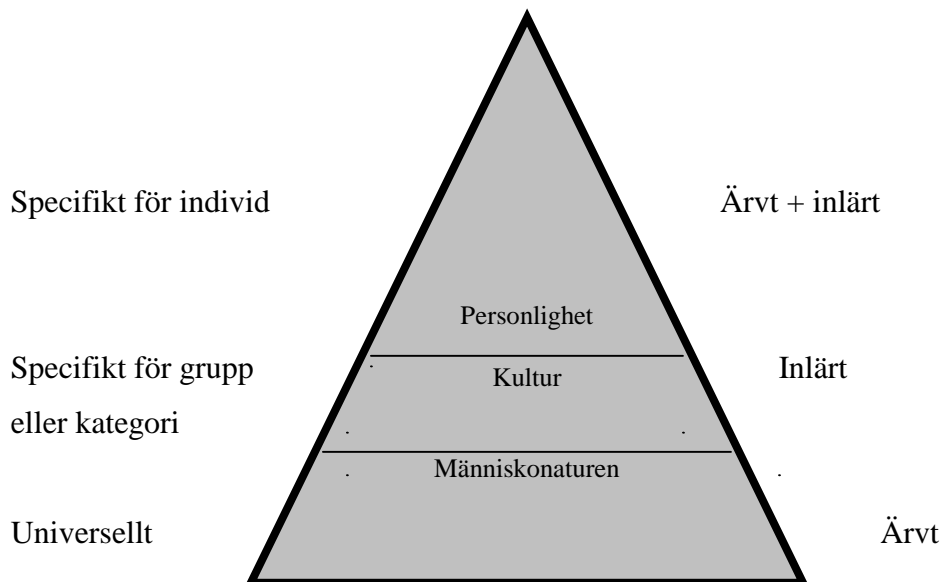 Specifikt för individ
Ärvt + inlärt
Personlighet
Specifikt för grupp
eller kategori
Kultur
Inlärt
Människonaturen
Universellt
Ärvt